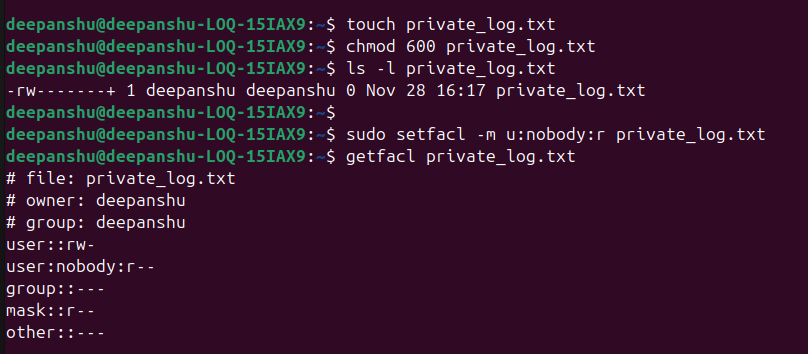 deepanshu@deepanshu-LOQ-15IAX9:~$ touch private_log.txt
deepanshu@deepanshu-LOQ-15IAX9:~$ chmod 600 private_log.txt
deepanshu@deepanshu-LOQ-15IAX9:~$ ls -l private_log.txt
-rw-------+ 1 deepanshu deepanshu 0 Nov 28 16:17 private_log.txt
deepanshu@deepanshu-LOQ-15IAX9:~$
deepanshu@deepanshu-LOQ-15IAX9:~$ sudo setfacl -m u:nobody:r private_log.txt
deepanshu@deepanshu-LOQ-15IAX9:~$ getfacl private_log.txt
# file: private_log.txt
# owner: deepanshu
# group: deepanshu
user::rw-
user:nobody:r--
group::---
mask::r--
other::---